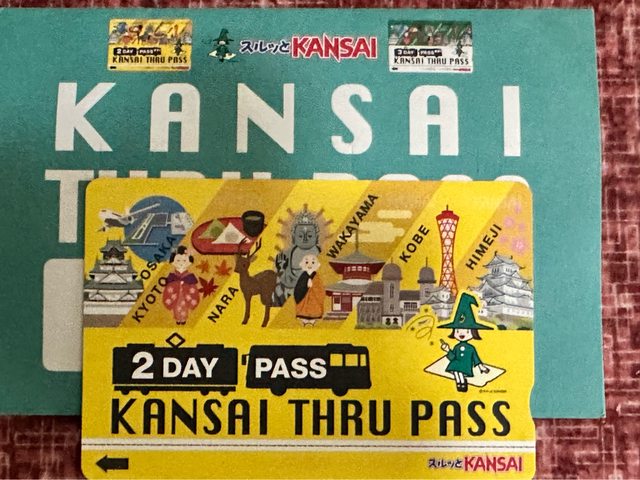 2 DAY PASS
KANSAI THRU PASS
スルッとKANSAI
3 DAY PASS
KANSAI THRU PASS
KANSAI
THRU PASS
OSAKA
KYOTO
NARA
WAKAYAMA
KOBE
HIMEJI
2 DAY PASS
KANSAI THRU PASS
スルッとKANSAI